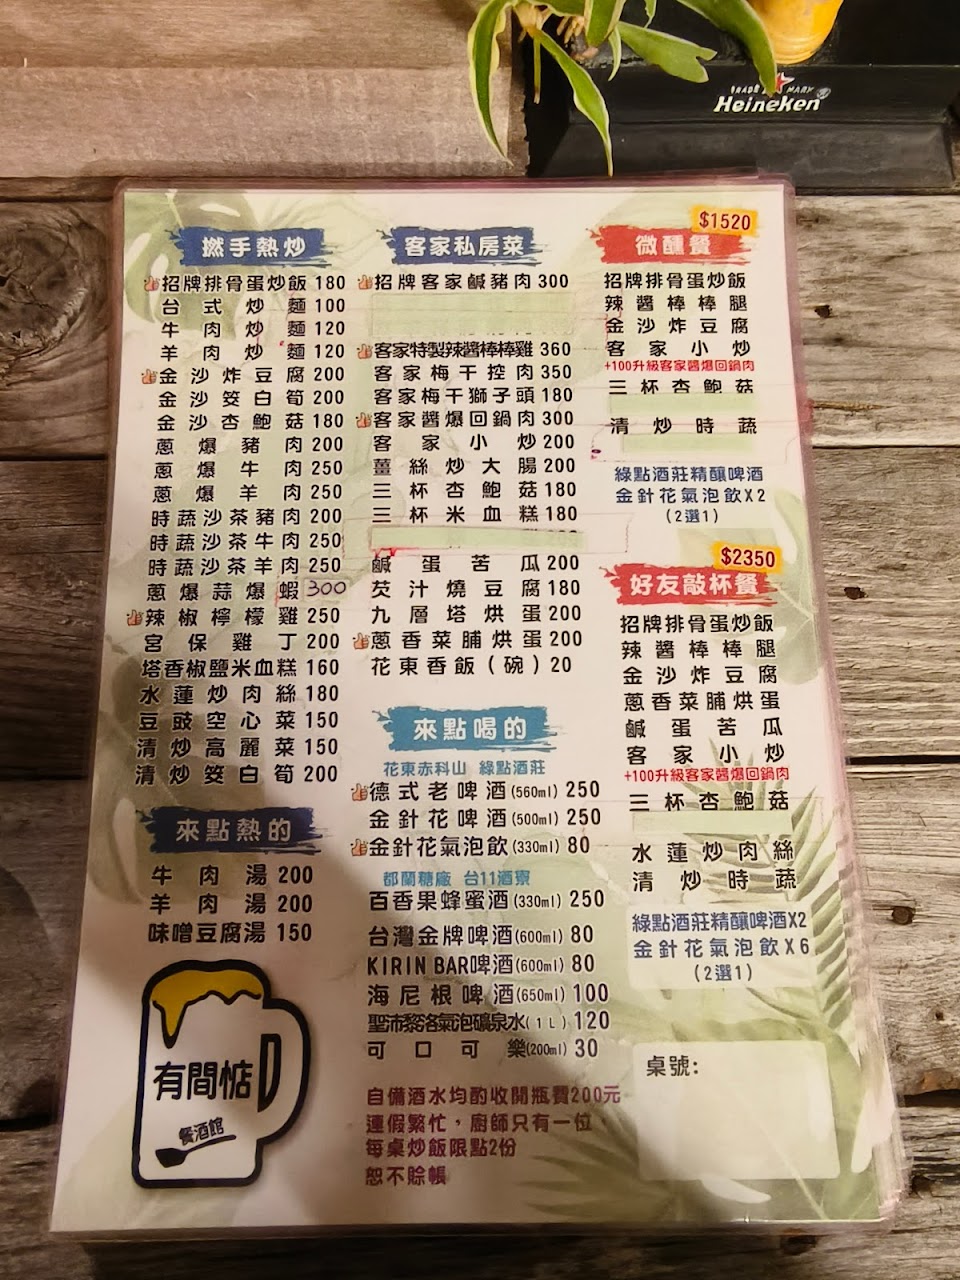 TRADE MARK
Heineken
撚手熱炒
招牌排骨蛋炒飯 180
台式炒麵 100
牛肉炒麵 120
羊肉炒麵 120
金沙炸豆腐 200
金沙筊白筍 200
金沙杏鮑菇 180
蔥爆豬肉 200
蔥爆牛肉 250
蔥爆羊肉 250
時蔬沙茶豬肉 200
時蔬沙茶牛肉 250
時蔬沙茶羊肉 250
蔥爆蒜爆蝦 300
辣椒檸檬雞 250
宮保雞丁 200
塔香椒鹽米血糕 160
水蓮炒肉絲 180
豆豉空心菜 150
清炒高麗菜 150
清炒筊白筍 200
來點熱的
牛肉湯 200
羊肉湯 200
味噌豆腐湯 150
有間惦
餐酒館
客家私房菜
招牌客家鹹豬肉 300
客家特製辣醬棒棒雞 360
客家梅干控肉 350
客家梅干獅子頭 180
客家醬爆回鍋肉 300
客家小炒 200
薑絲炒大腸 200
三杯杏鮑菇 180
三杯米血糕 180
鹹蛋苦瓜 200
芡汁燒豆腐 180
九層塔烘蛋 200
蔥香菜脯烘蛋 200
花東香飯(碗) 20
來點喝的
花東赤科山 綠點酒莊
德式老啤酒(560ml) 250
金針花啤酒(500ml) 250
金針花氣泡飲(330ml) 80
都蘭糖廠 台11酒寮
百香果蜂蜜酒(330ml) 250
台灣金牌啤酒(600ml) 80
KIRIN BAR啤酒(600ml) 80
海尼根啤酒(650ml) 100
聖沛黎洛氣泡礦泉水(1L) 120
可口可樂(200ml) 30
自備酒水均酌收開瓶費200元
連假繁忙，廚師只有一位，
每桌炒飯限點2份
恕不賒帳
$1520
微醺餐
招牌排骨蛋炒飯
辣醬棒棒腿
金沙炸豆腐
客家小炒
+100升級客家醬爆回鍋肉
三杯杏鮑菇
清炒時蔬
綠點酒莊精釀啤酒
金針花氣泡飲X2
(2選1)
$2350
好友敲杯餐
招牌排骨蛋炒飯
辣醬棒棒腿
金沙炸豆腐
蔥香菜脯烘蛋
鹹蛋苦瓜
客家小炒
+100升級客家醬爆回鍋肉
三杯杏鮑菇
水蓮炒肉絲
清炒時蔬
綠點酒莊精釀啤酒X2
金針花氣泡飲X6
(2選1)
桌號: